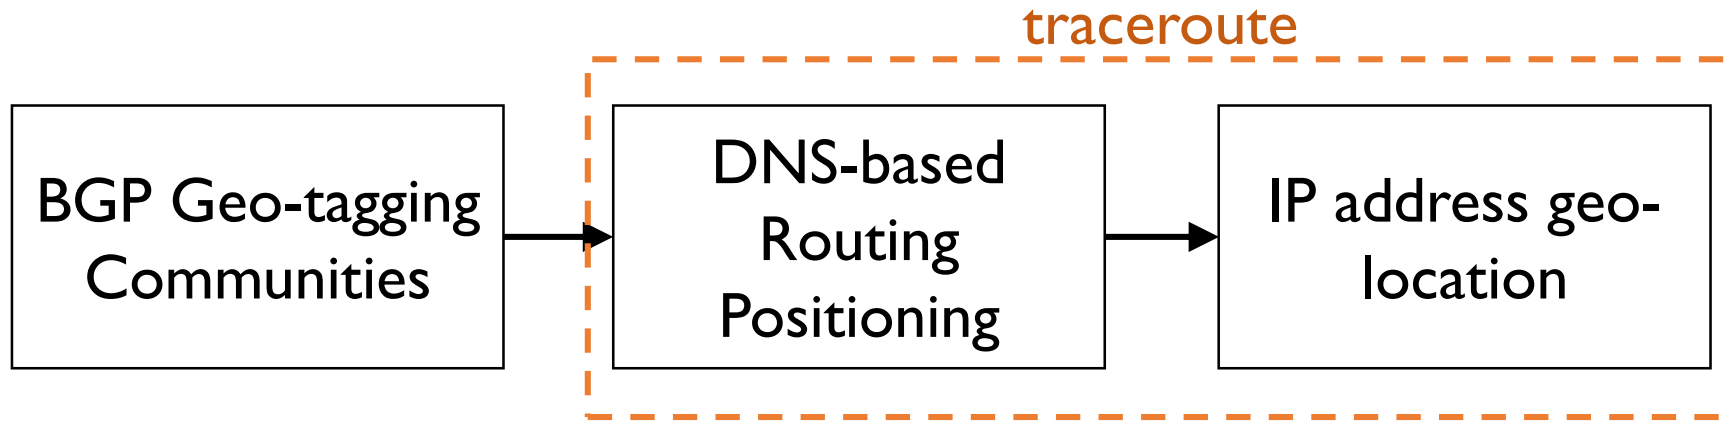 traceroute
BGP Geo-tagging
Communities
DNS-based
Routing
Positioning
IP address geo-
location